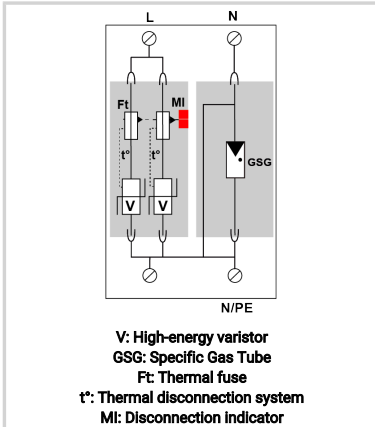 L N
Ft MI
t° t°
GSG
V V
N/PE
V: High-energy varistor
GSG: Specific Gas Tube
Ft: Thermal fuse
t°: Thermal disconnection system
MI: Disconnection indicator